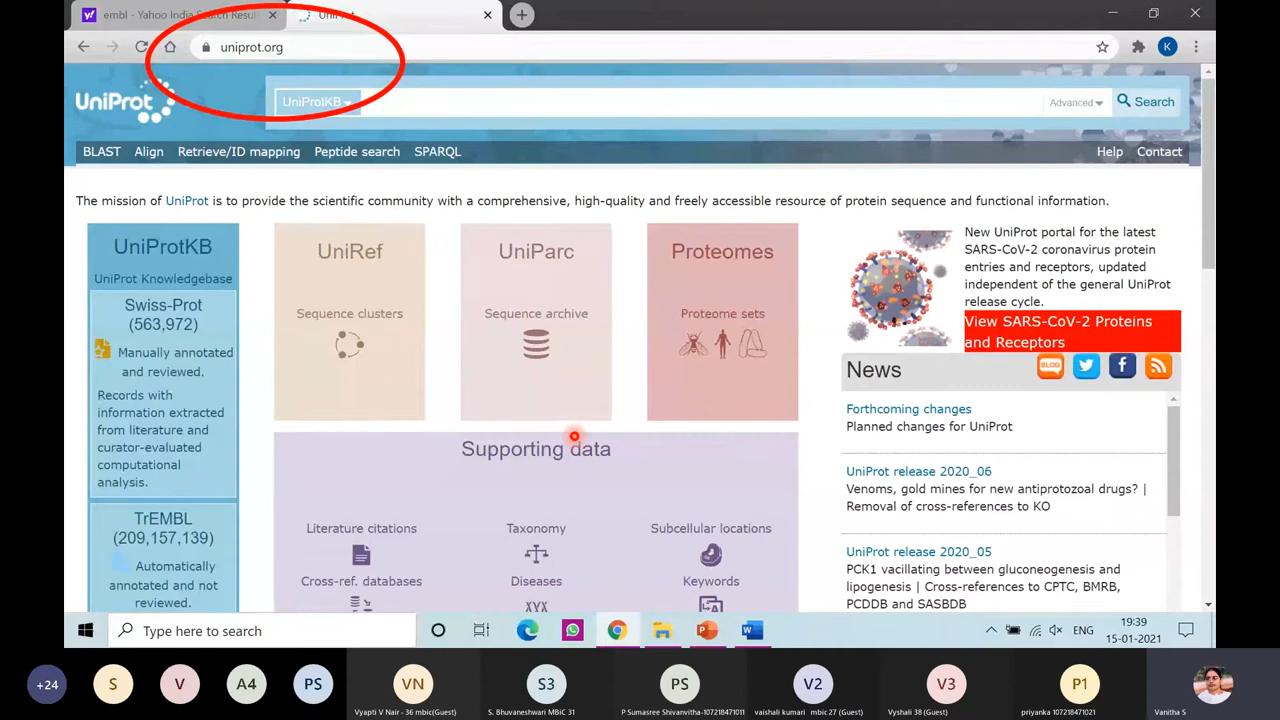 embl - Yahoo India Search Resul
uniprot.org
K
UniProt
UniProtKB
Advanced
Search
BLAST Align Retrieve/ID mapping Peptide search SPARQL
Help Contact
The mission of UniProt is to provide the scientific community with a comprehensive, high-quality and freely accessible resource of protein sequence and functional information.
UniProtKB
UniProt Knowledgebase
Swiss-Prot
(563,972)
Manually annotated
and reviewed.
Records with
information extracted
from literature and
curator-evaluated
computational
analysis.
TrEMBL
(209,157,139)
Automatically
annotated and not
reviewed.
UniRef
Sequence clusters
UniParc
Sequence archive
Proteomes
Proteome sets
Supporting data
Literature citations
Taxonomy
Subcellular locations
Cross-ref. databases
Diseases
Keywords
New UniProt portal for the latest
SARS-CoV-2 coronavirus protein
entries and receptors, updated
independent of the general UniProt
release cycle.
View SARS-CoV-2 Proteins
and Receptors
News
BLOG
Forthcoming changes
Planned changes for UniProt
UniProt release 2020_06
Venoms, gold mines for new antiprotozoal drugs? |
Removal of cross-references to KO
UniProt release 2020_05
PCK1 vacillating between gluconeogenesis and
lipogenesis | Cross-references to CPTC, BMRB,
PCDDB and SASBDB
Type here to search
ENG
19:39
15-01-2021
+24
S
V
A4
PS
VN
Vyapti V Nair - 36 mbic(Guest)
S3
S. Bhuvaneshwari MBiC 31
PS
P Sumasree Shivanvitha-107218471011
V2
vaishali kumari mbic 27 (Guest)
V3
Vyshali 38 (Guest)
P1
priyanka 107218471021
Vanitha S